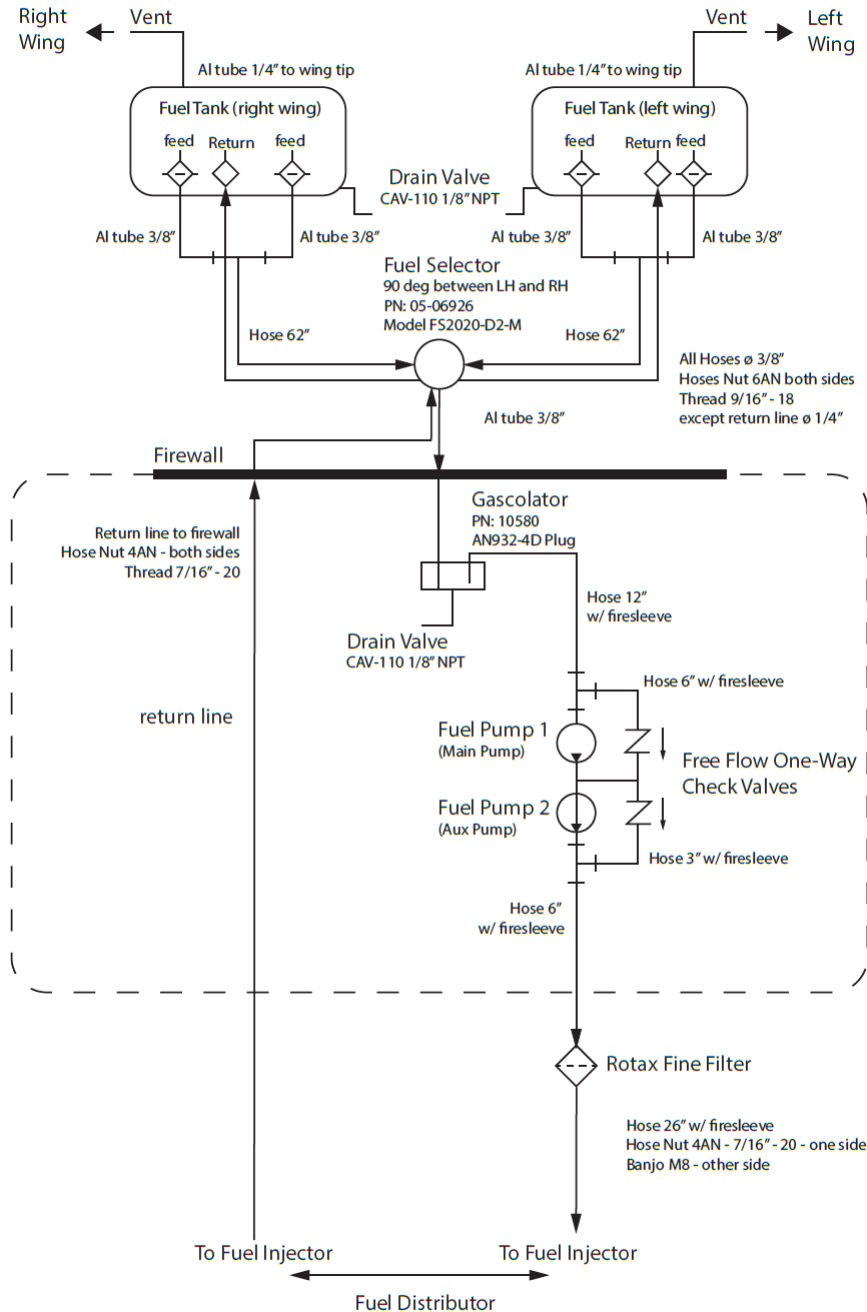 Right
Wing
Vent
Vent
Left
Wing
Al tube 1/4" to wing tip
Al tube 1/4" to wing tip
Fuel Tank (right wing)
Fuel Tank (left wing)
feed
Return
feed
feed
Return
feed
Drain Valve
CAV-110 1/8" NPT
Al tube 3/8"
Al tube 3/8"
Al tube 3/8"
Al tube 3/8"
Fuel Selector
90 deg between LH and RH
PN: 05-06926
Model FS2020-D2-M
Hose 62"
Hose 62"
All Hoses ø 3/8"
Hoses Nut 6AN both sides
Thread 9/16" - 18
except return line ø 1/4"
Al tube 3/8"
Firewall
Return line to firewall
Hose Nut 4AN - both sides
Thread 7/16" - 20
Gascolator
PN: 10580
AN932-4D Plug
Hose 12"
w/ firesleeve
Drain Valve
CAV-110 1/8" NPT
Hose 6" w/ firesleeve
return line
Fuel Pump 1
(Main Pump)
Free Flow One-Way
Check Valves
Fuel Pump 2
(Aux Pump)
Hose 3" w/ firesleeve
Hose 6"
w/ firesleeve
Rotax Fine Filter
Hose 26" w/ firesleeve
Hose Nut 4AN - 7/16" - 20 - one side
Banjo M8 - other side
To Fuel Injector
To Fuel Injector
Fuel Distributor